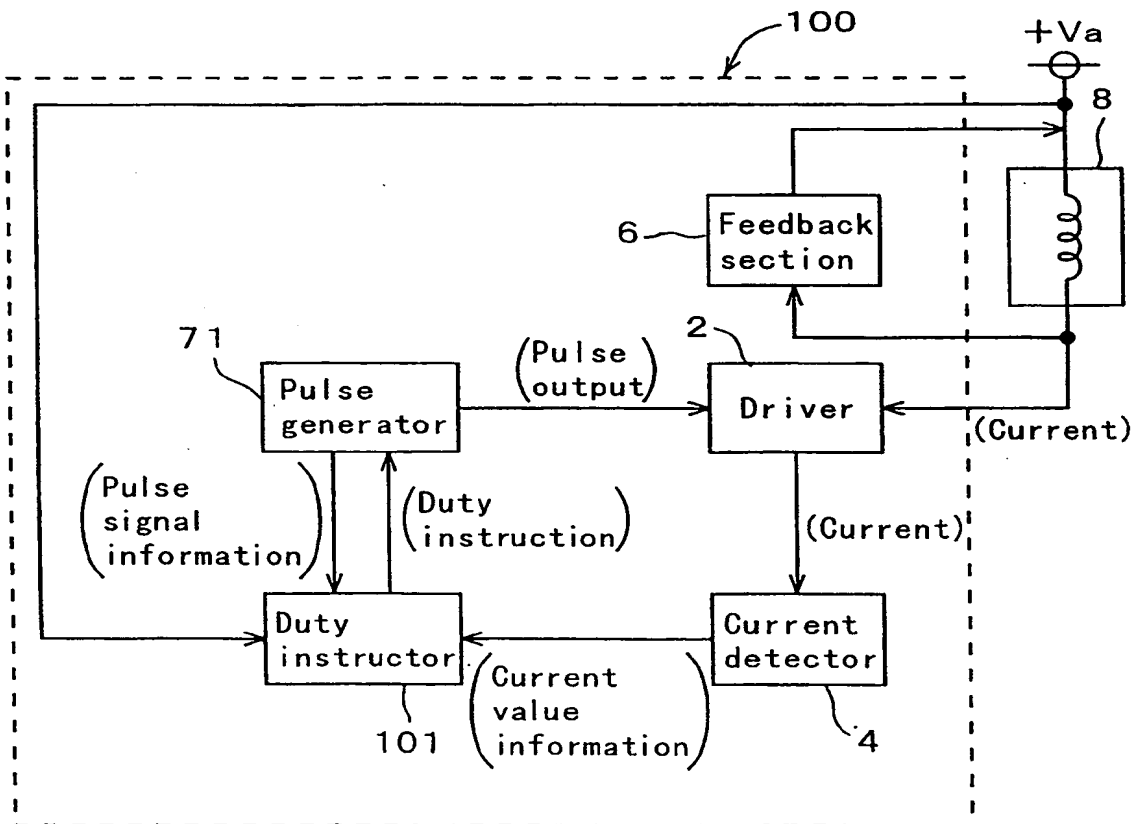 100
+Va
8
6
Feedback
section
71
2
(Pulse
output)
Pulse
generator
Driver
(Current)
(Pulse
signal
information)
(Duty
instruction)
(Current)
Duty
instructor
Current
detector
101
(Current
value
information)
4